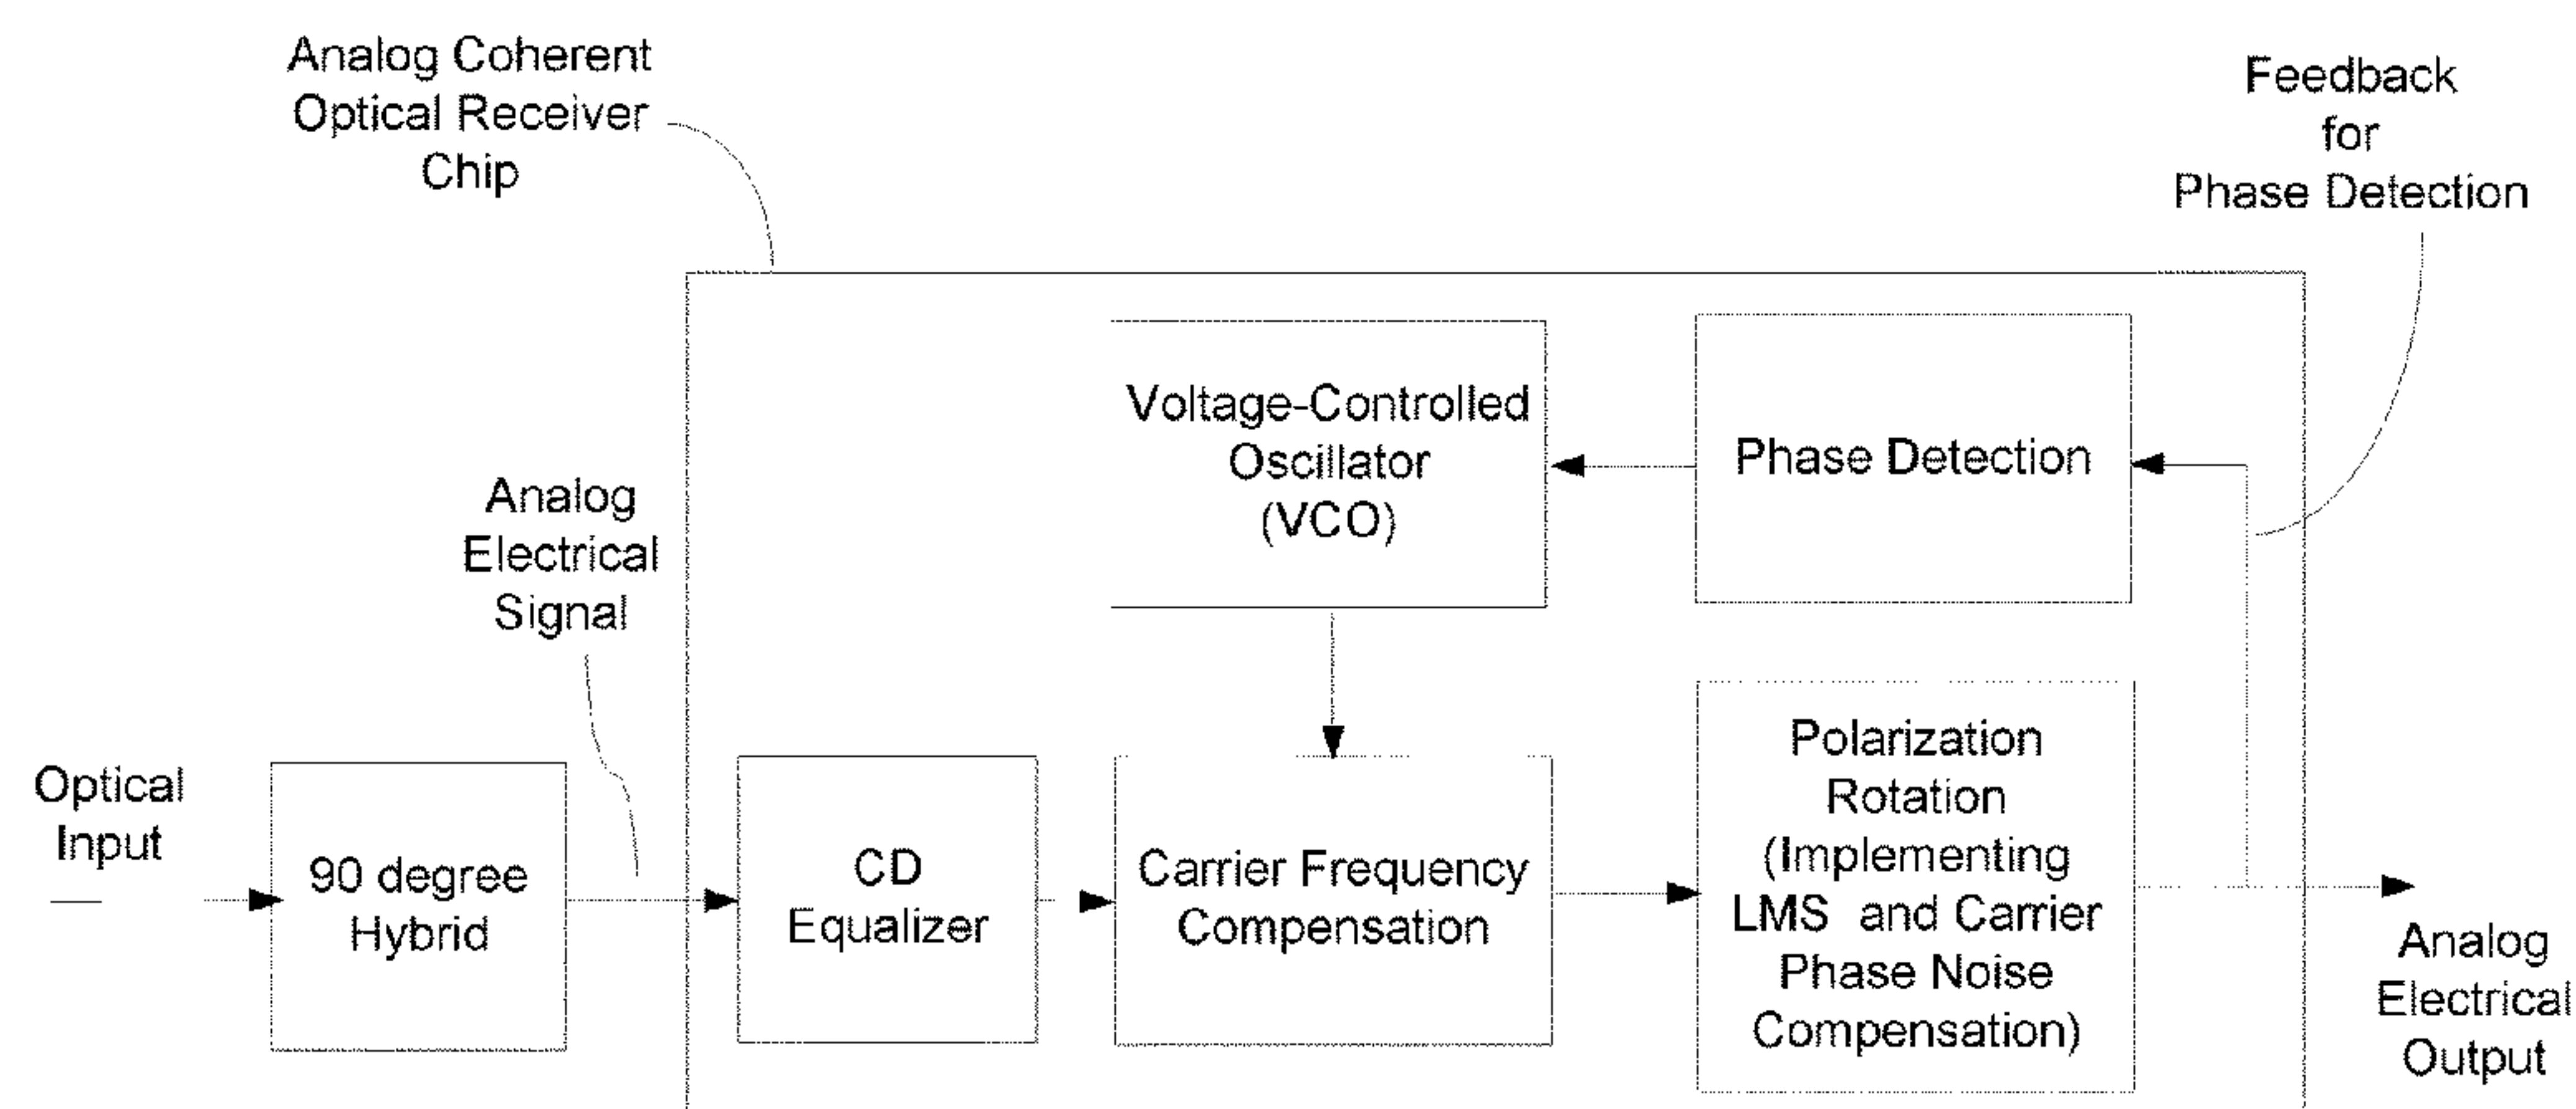 Analog Coherent
Optical Receiver
Chip
Feedback
for
Phase Detection
Voltage-Controlled
Oscillator
(VCO)
Phase Detection
Analog
Electrical
Signal
Optical
Input
90 degree
Hybrid
CD
Equalizer
Carrier Frequency
Compensation
Polarization
Rotation
(Implementing
LMS and Carrier
Phase Noise
Compensation)
Analog
Electrical
Output